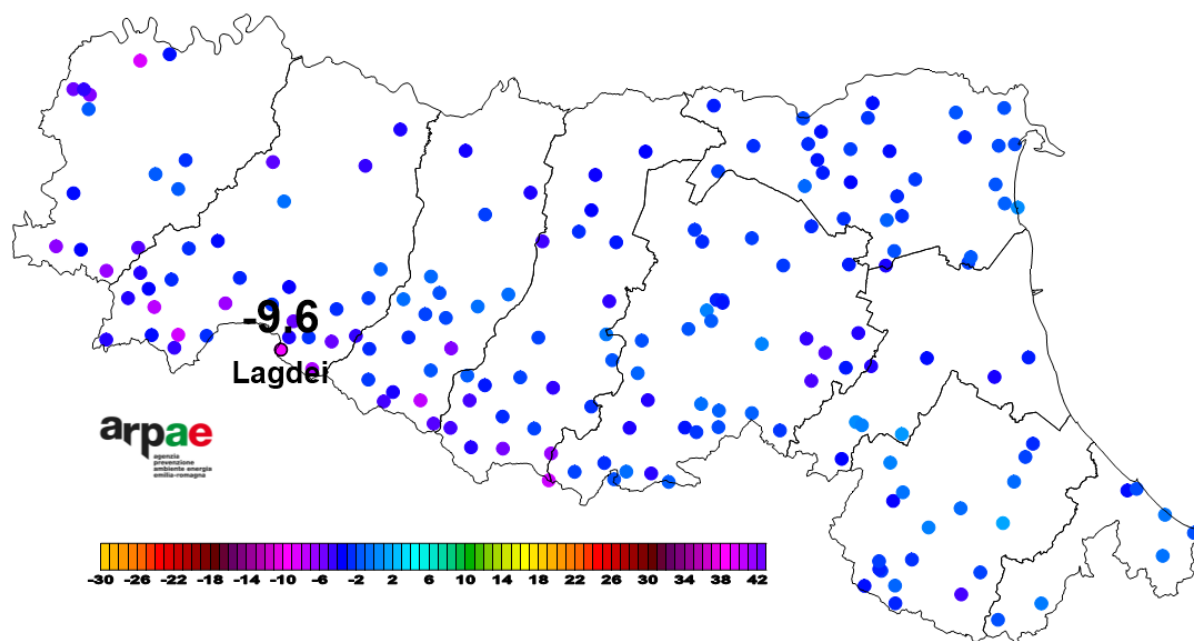 -9.6
Lagdei
arpae
agenzia
prevenzione
ambiente energia
emilia-romagna
-30 -26 -22 -18 -14 -10 -6 -2 2 6 10 14 18 22 26 30 34 38 42